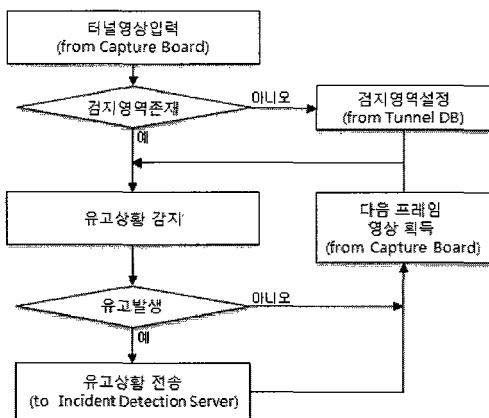 터널영상입력
(from Capture Board)
검지영역존재
아니오
검지영역설정
(from Tunnel DB)
예
유고상황 감지
다음 프레임
영상 획득
(from Capture Board)
유고발생
아니오
예
유고상황 전송
(to Incident Detection Server)